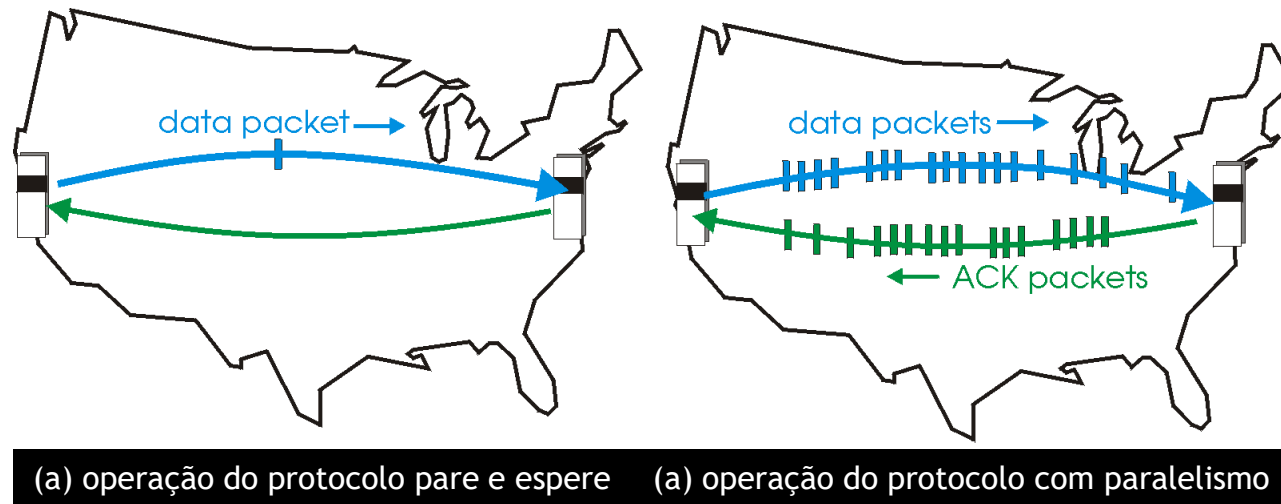 data packet
data packets
ACK packets
(a) operação do protocolo pare e espere
(a) operação do protocolo com paralelismo